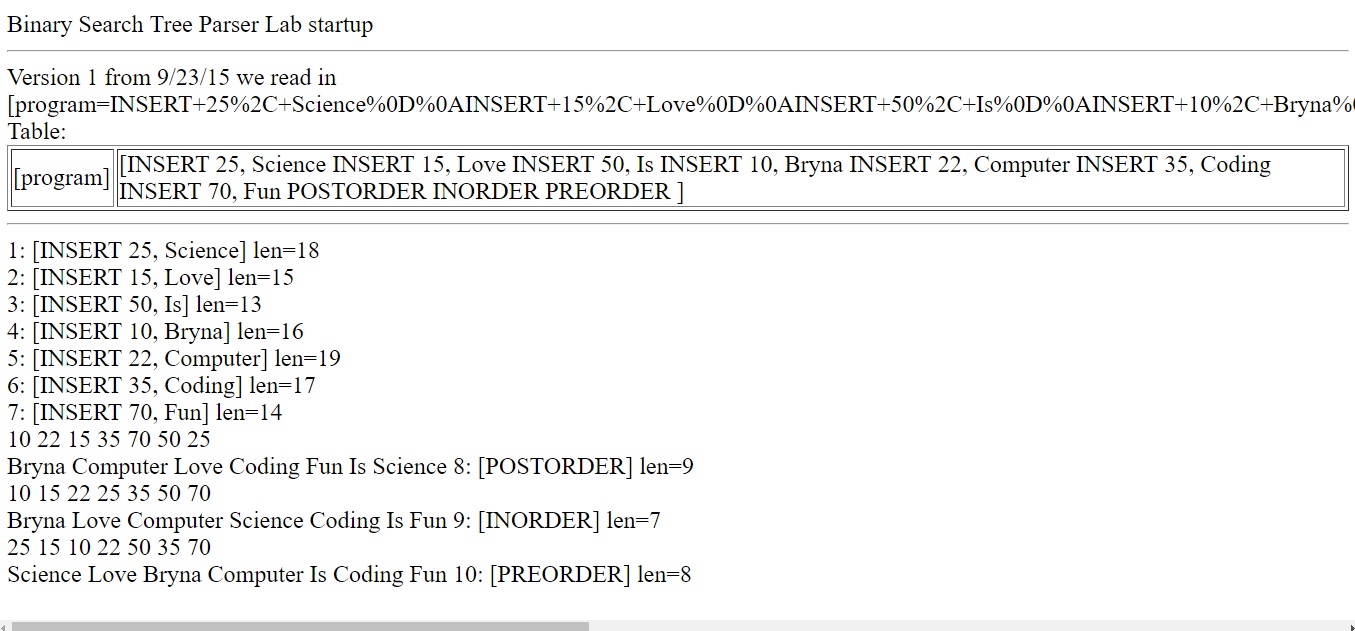 Binary Search Tree Parser Lab startup
Version 1 from 9/23/15 we read in
[program=INSERT+25%2C+Science%0D%0AINSERT+15%2C+Love%0D%0AINSERT+50%2C+Is%0D%0AINSERT+10%2C+Bryna%
Table:
[program]
[INSERT 25, Science INSERT 15, Love INSERT 50, Is INSERT 10, Bryna INSERT 22, Computer INSERT 35, Coding
INSERT 70, Fun POSTORDER INORDER PREORDER ]
1: [INSERT 25, Science] len=18
2: [INSERT 15, Love] len=15
3: [INSERT 50, Is] len=13
4: [INSERT 10, Bryna] len=16
5: [INSERT 22, Computer] len=19
6: [INSERT 35, Coding] len=17
7: [INSERT 70, Fun] len=14
10 22 15 35 70 50 25
Bryna Computer Love Coding Fun Is Science 8: [POSTORDER] len=9
10 15 22 25 35 50 70
Bryna Love Computer Science Coding Is Fun 9: [INORDER] len=7
25 15 10 22 50 35 70
Science Love Bryna Computer Is Coding Fun 10: [PREORDER] len=8